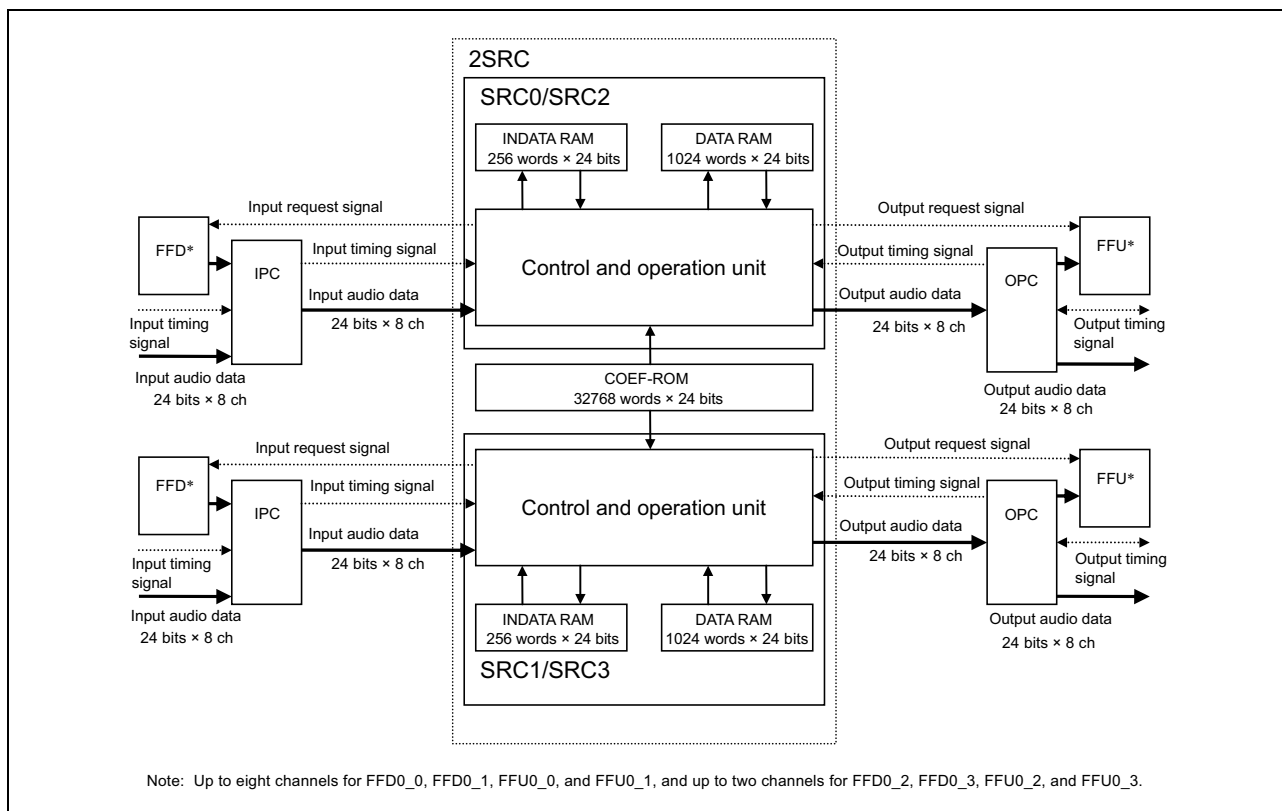 2SRC
SRC0/SRC2
INDATA RAM
256 words × 24 bits
DATA RAM
1024 words × 24 bits
Input request signal
Output request signal
FFD*
IPC
Input timing signal
Control and operation unit
Output timing signal
OPC
FFU*
Input audio data
24 bits × 8 ch
Output audio data
24 bits × 8 ch
Input timing
signal
Output timing
signal
Input audio data
24 bits × 8 ch
Output audio data
24 bits × 8 ch
COEF-ROM
32768 words × 24 bits
Input request signal
Output request signal
FFD*
IPC
Input timing signal
Control and operation unit
Output timing signal
OPC
FFU*
Input audio data
24 bits × 8 ch
Output audio data
24 bits × 8 ch
Input timing
signal
Output timing
signal
Input audio data
24 bits × 8 ch
Output audio data
24 bits × 8 ch
INDATA RAM
256 words × 24 bits
DATA RAM
1024 words × 24 bits
SRC1/SRC3
Note: Up to eight channels for FFD0_0, FFD0_1, FFU0_0, and FFU0_1, and up to two channels for FFD0_2, FFD0_3, FFU0_2, and FFU0_3.